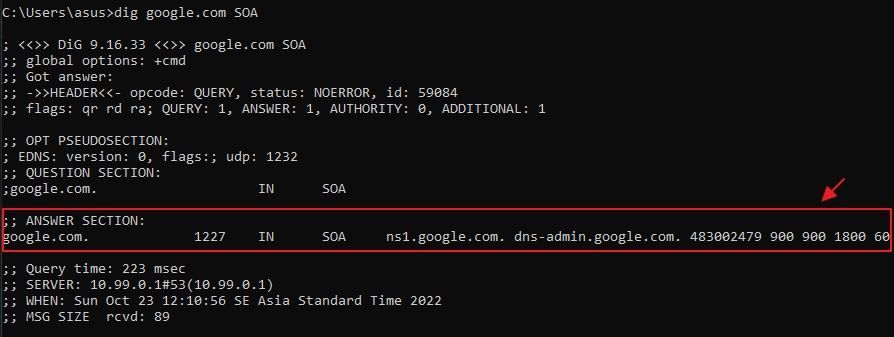 C:\Users\asus>dig google.com SOA
; <<>> DiG 9.16.33 <<>> google.com SOA
;; global options: +cmd
;; Got answer:
;; ->>HEADER<<- opcode: QUERY, status: NOERROR, id: 59084
;; flags: qr rd ra; QUERY: 1, ANSWER: 1, AUTHORITY: 0, ADDITIONAL: 1
;; OPT PSEUDOSECTION:
; EDNS: version: 0, flags:; udp: 1232
;; QUESTION SECTION:
;google.com. IN SOA
;; ANSWER SECTION:
google.com. 1227 IN SOA ns1.google.com. dns-admin.google.com. 483002479 900 900 1800 60
;; Query time: 223 msec
;; SERVER: 10.99.0.1#53(10.99.0.1)
;; WHEN: Sun Oct 23 12:10:56 SE Asia Standard Time 2022
;; MSG SIZE rcvd: 89